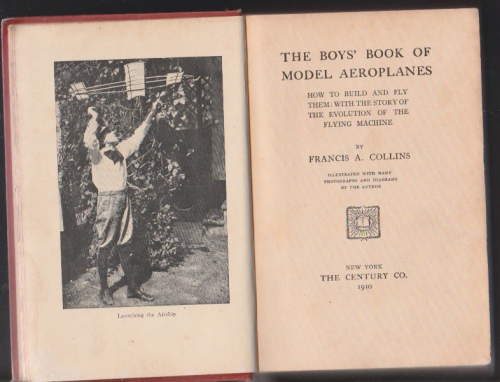 Launching the Airship
THE BOYS' BOOK OF
MODEL AEROPLANES
HOW TO BUILD AND FLY
THEM: WITH THE STORY OF
THE EVOLUTION OF THE
FLYING MACHINE
BY
FRANCIS A. COLLINS
ILLUSTRATED WITH MANY
PHOTOGRAPHS AND DIAGRAMS
BY THE AUTHOR
NEW YORK
THE CENTURY CO.
1910